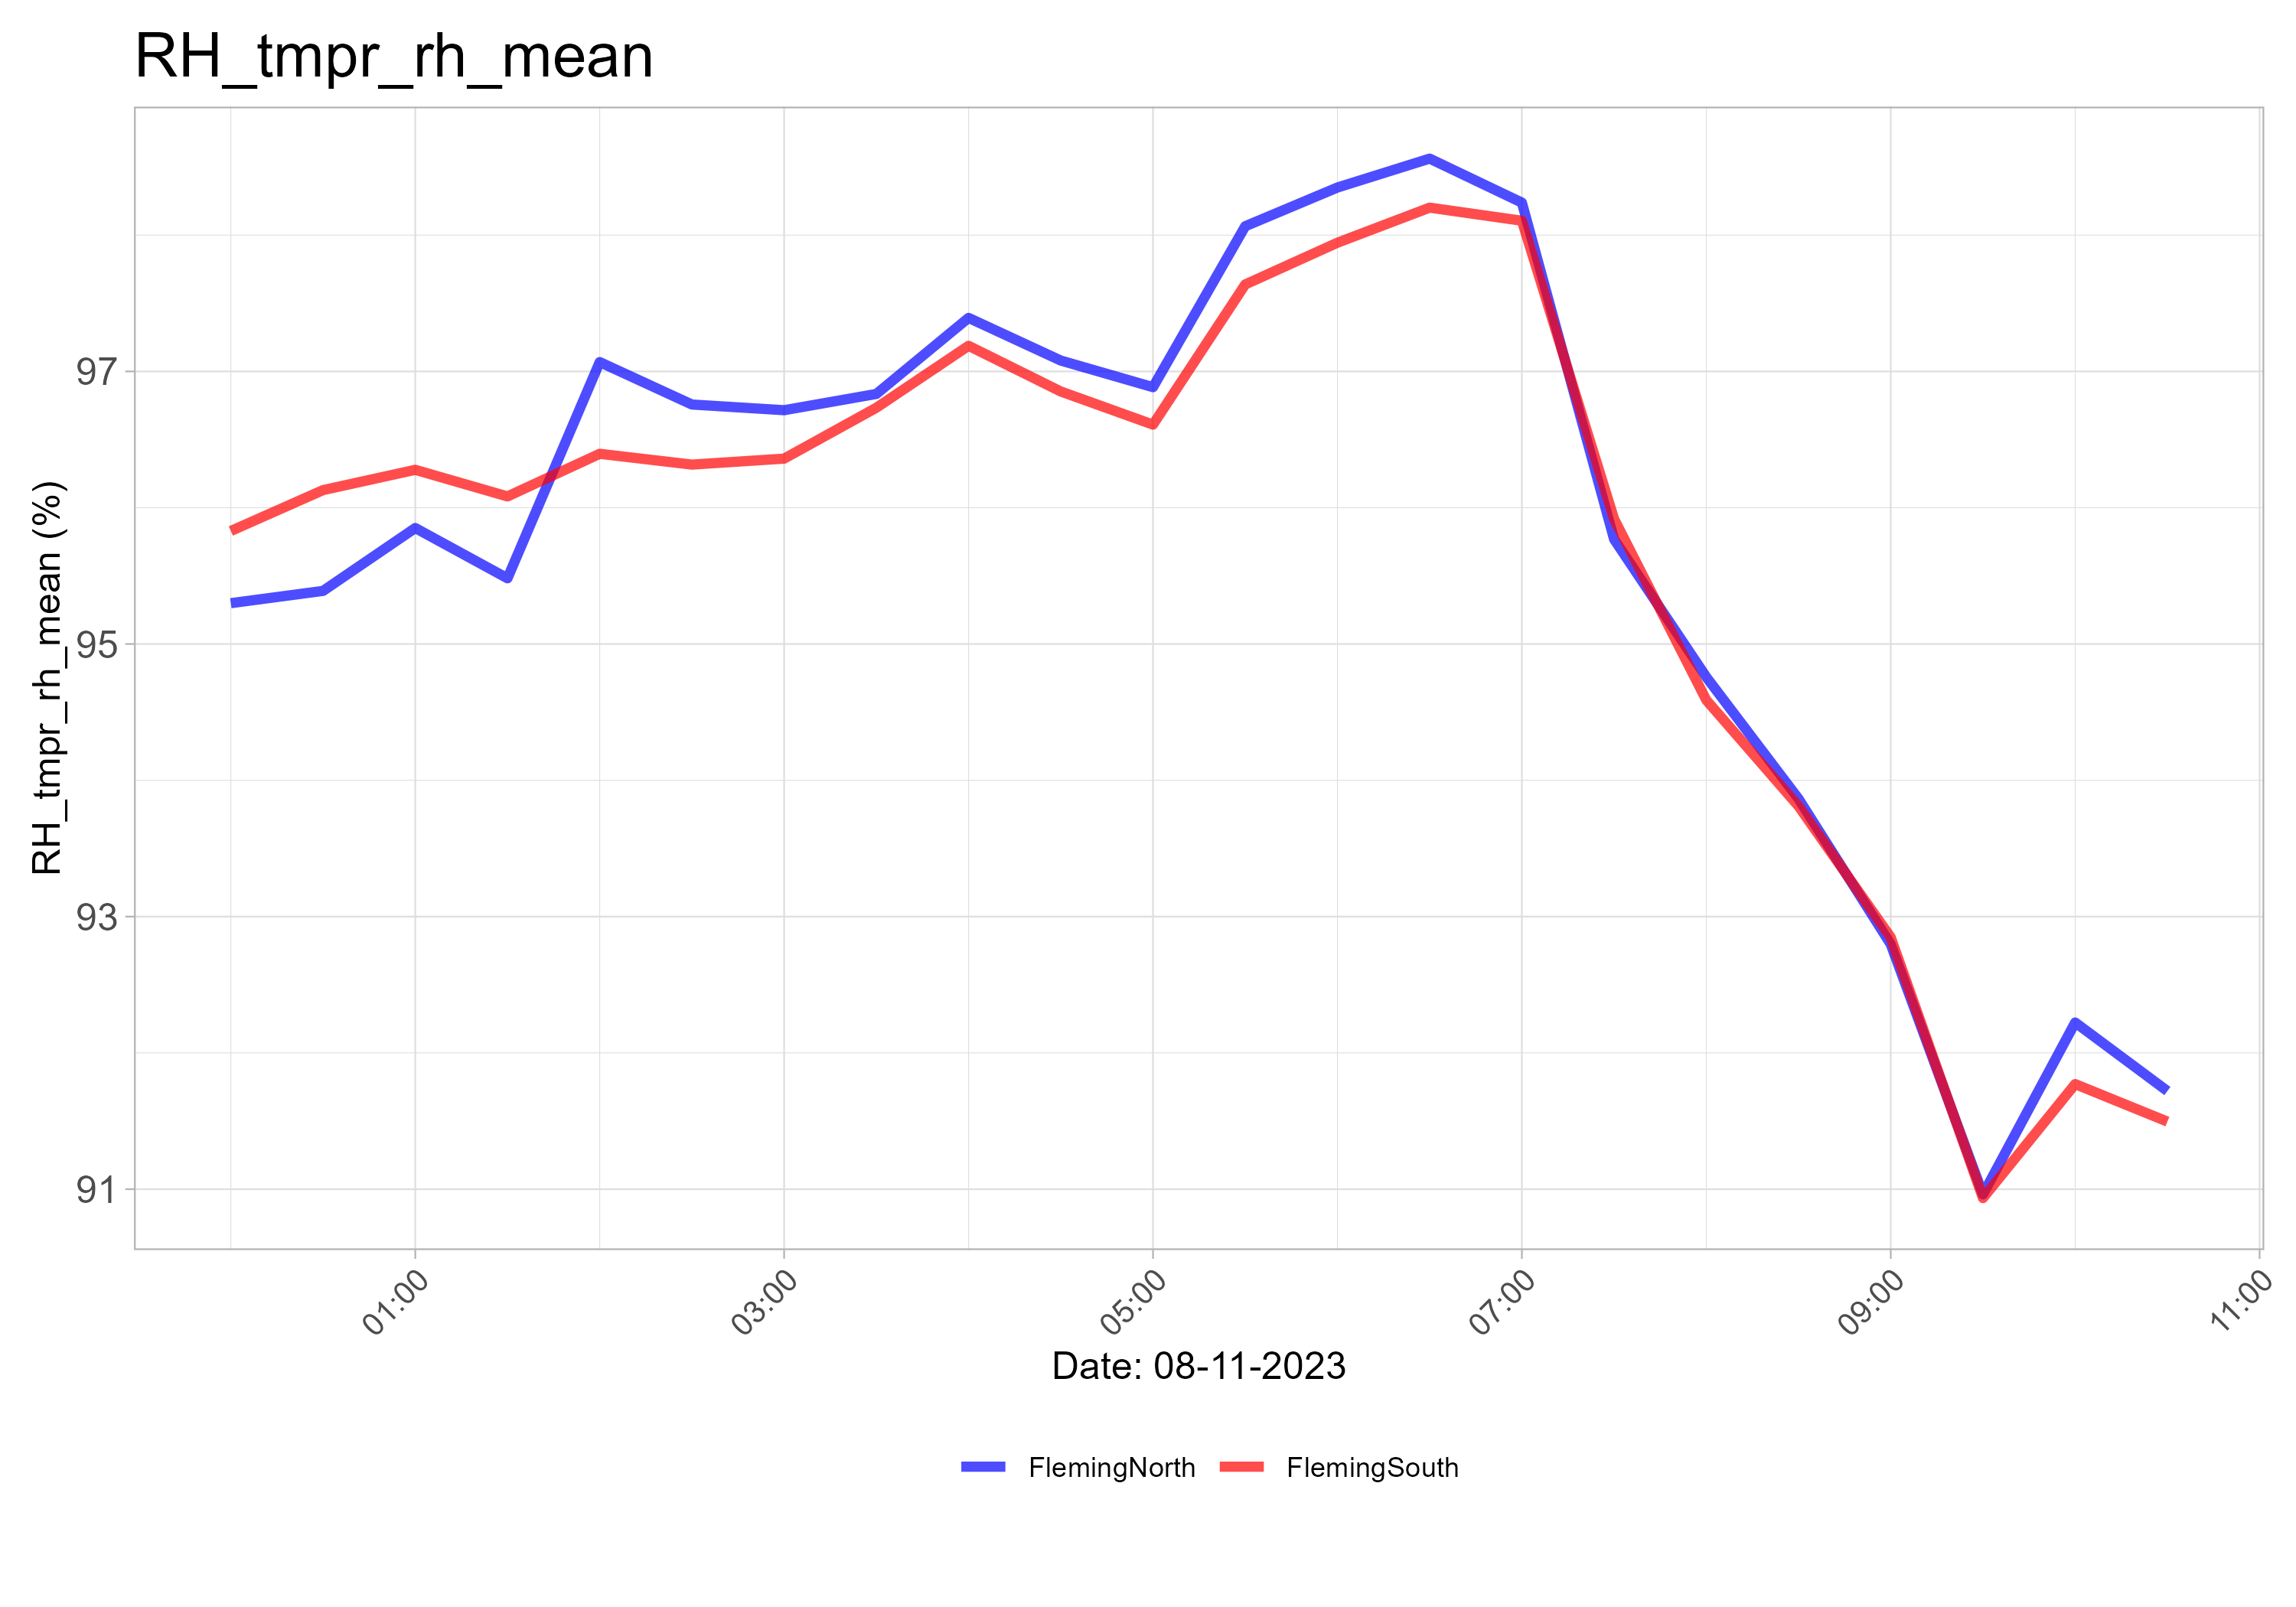 RH_tmpr_rh_mean
RH_tmpr_rh_mean (%)
97
95
93
91
01:00
03:00
05:00
07:00
09:00
11:00
Date: 08-11-2023
FlemingNorth
FlemingSouth